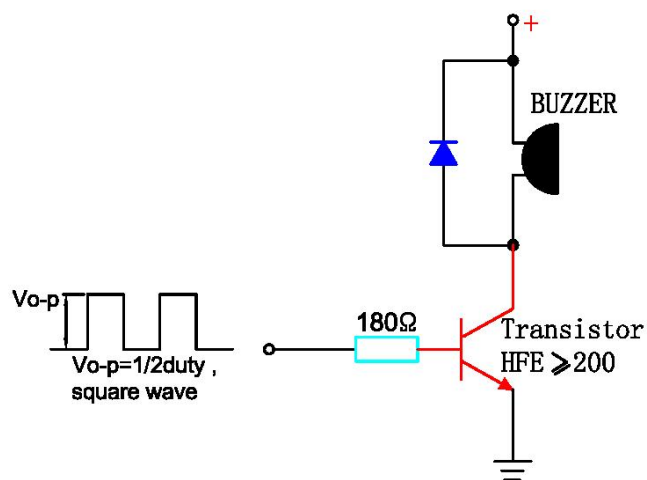 +
BUZZER
Vo-p
180Ω
Transistor
HFE ⩾200
Vo-p=1/2duty ,
square wave